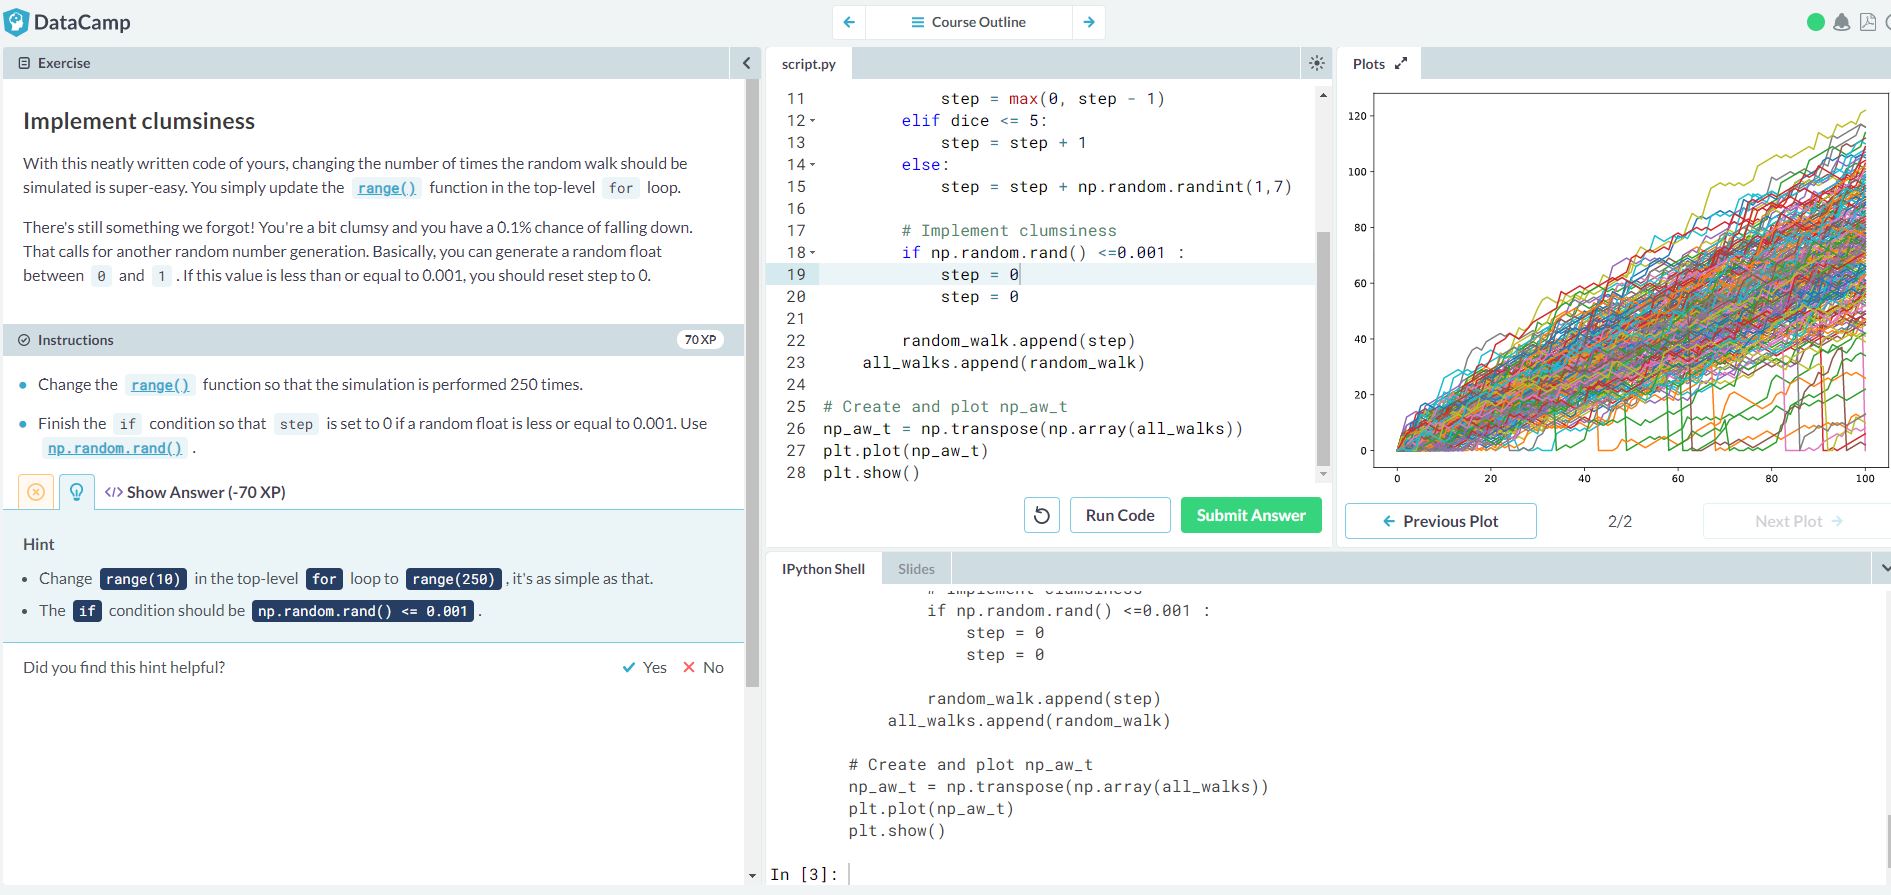 DataCamp
Course Outline
Exercise
Implement clumsiness
With this neatly written code of yours, changing the number of times the random walk should be
simulated is super-easy. You simply update the range() function in the top-level for loop.
There's still something we forgot! You're a bit clumsy and you have a 0.1% chance of falling down.
That calls for another random number generation. Basically, you can generate a random float
between 0 and 1 . If this value is less than or equal to 0.001, you should reset step to 0.
Instructions
70 XP
Change the range() function so that the simulation is performed 250 times.
Finish the if condition so that step is set to 0 if a random float is less or equal to 0.001. Use
np.random.rand() .
</> Show Answer (-70 XP)
Hint
Change range(10) in the top-level for loop to range(250) , it's as simple as that.
The if condition should be np.random.rand() <= 0.001 .
Did you find this hint helpful?
Yes
No
script.py
11 step = max(0, step - 1)
12 elif dice <= 5:
13 step = step + 1
14 else:
15 step = step + np.random.randint(1,7)
16
17 # Implement clumsiness
18 if np.random.rand() <=0.001 :
19 step = 0
20 step = 0
21
22 random_walk.append(step)
23 all_walks.append(random_walk)
24
25 # Create and plot np_aw_t
26 np_aw_t = np.transpose(np.array(all_walks))
27 plt.plot(np_aw_t)
28 plt.show()
Run Code
Submit Answer
Plots
120
100
80
60
40
20
0
0 20 40 60 80 100
Previous Plot
2/2
Next Plot
IPython Shell
Slides
# Implement clumsiness
if np.random.rand() <=0.001 :
step = 0
step = 0
random_walk.append(step)
all_walks.append(random_walk)
# Create and plot np_aw_t
np_aw_t = np.transpose(np.array(all_walks))
plt.plot(np_aw_t)
plt.show()
In [3]: